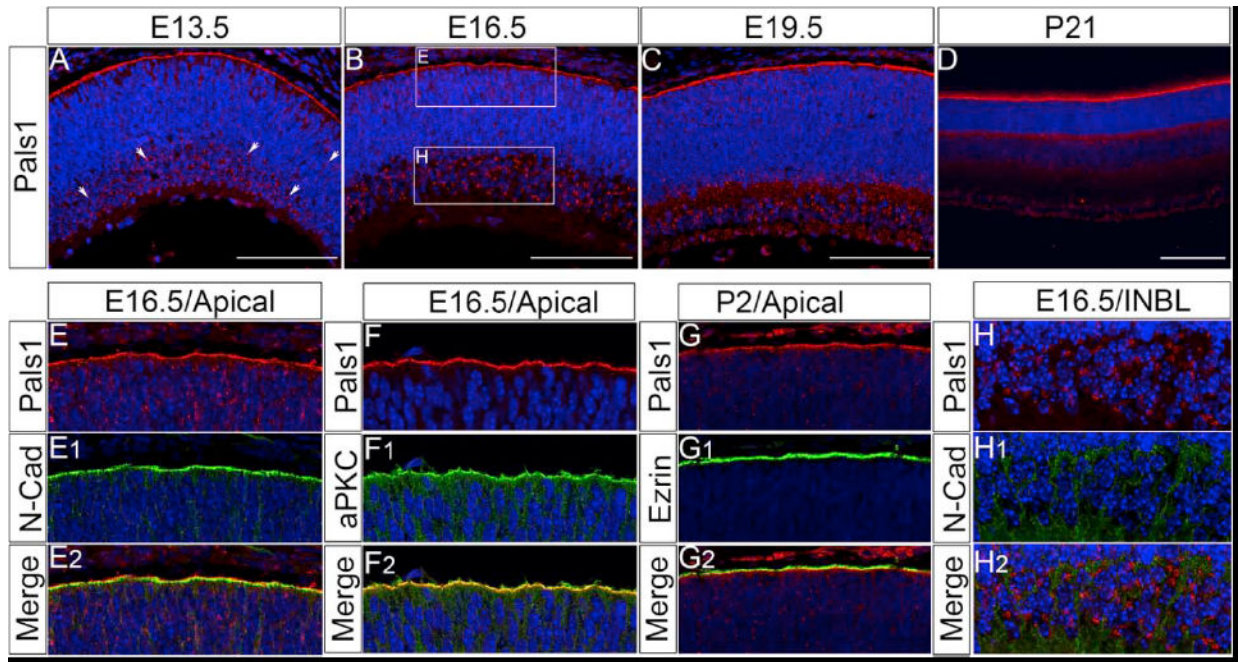 E13.5 E16.5 E19.5 P21
Pals1
A B C D
E
H
E16.5/Apical E16.5/Apical P2/Apical E16.5/INBL
Pals1 E Pals1 F Pals1 G Pals1 H
N-Cad E1 aPKC F1 Ezrin G1 N-Cad H1
Merge E2 Merge F2 Merge G2 Merge H2